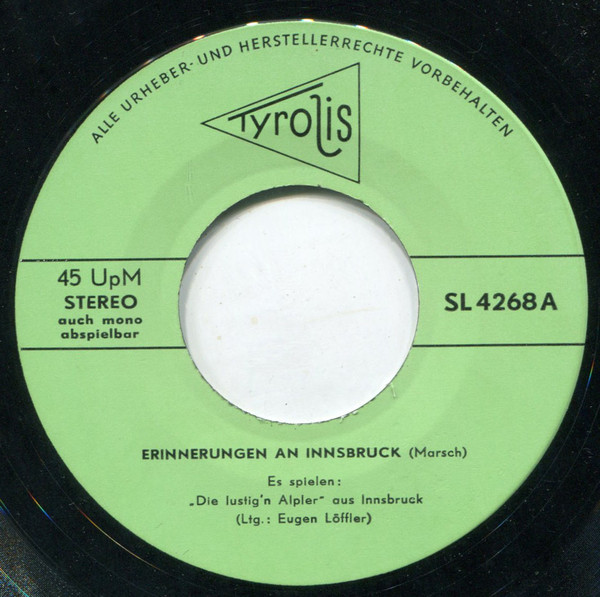 ALLE URHEBER- UND HERSTELLERRECHTE VORBEHALTEN
Tyrolis
45 UpM
STEREO
auch mono
abspielbar
SL 4268 A
ERINNERUNGEN AN INNSBRUCK (Marsch)
Es spielen:
„Die lustig'n Alpler" aus Innsbruck
(Ltg.: Eugen Löffler)